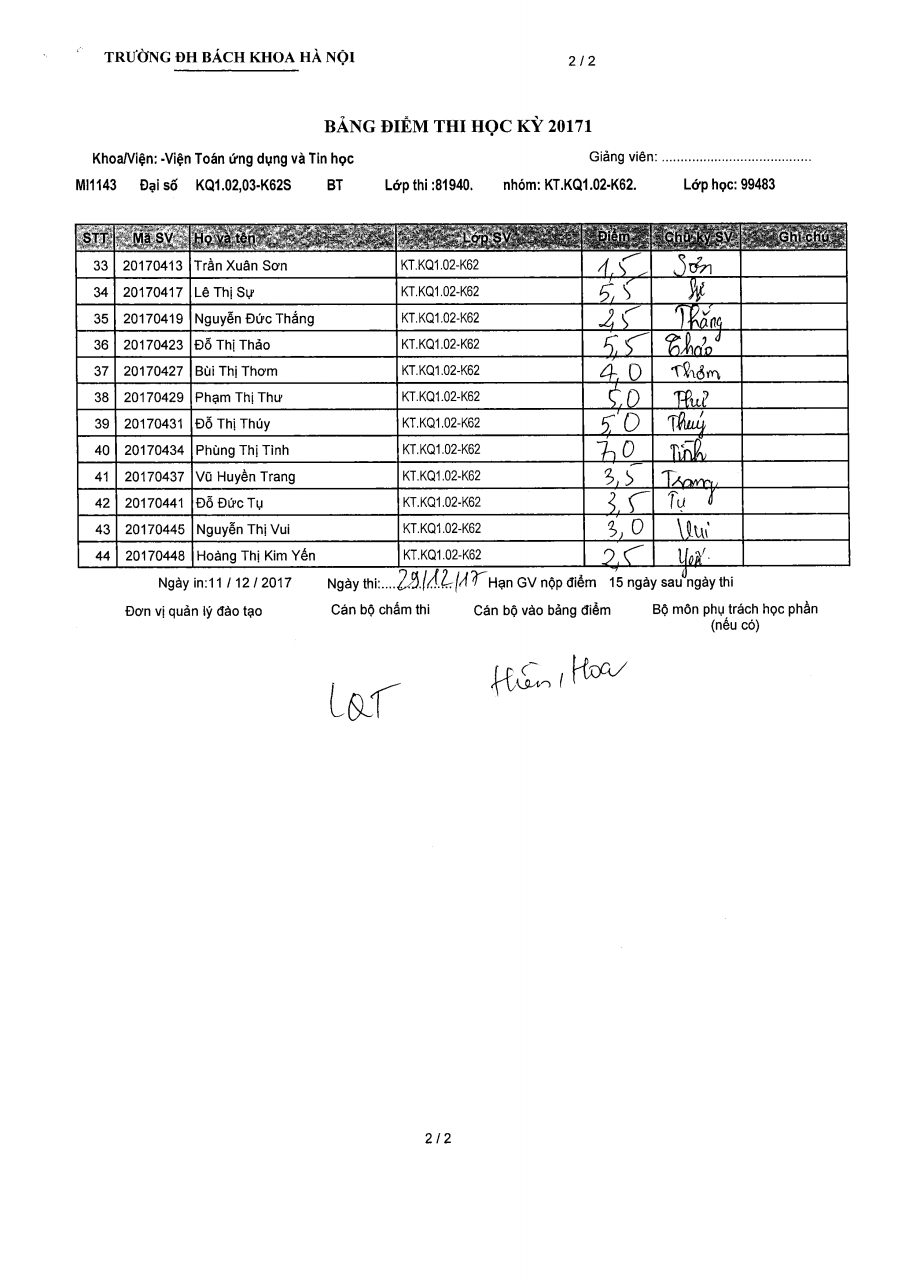 TRƯỜNG ĐH BÁCH KHOA HÀ NỘI 2 / 2
BẢNG ĐIỂM THI HỌC KỲ 20171
Khoa/Viện: -Viện Toán ứng dụng và Tin học Giảng viên: .......................................
MI1143 Đại số KQ1.02,03-K62S BT Lớp thi :81940. nhóm: KT.KQ1.02-K62. Lớp học: 99483
STT Mã SV Họ và tên Lớp SV Điểm Chữ ký SV Ghi chú
33 20170413 Trần Xuân Sơn KT.KQ1.02-K62 1,5 Sơn
34 20170417 Lê Thị Sự KT.KQ1.02-K62 5,5 Sự
35 20170419 Nguyễn Đức Thắng KT.KQ1.02-K62 2,5 Thắng
36 20170423 Đỗ Thị Thảo KT.KQ1.02-K62 5,5 Thảo
37 20170427 Bùi Thị Thơm KT.KQ1.02-K62 4,0 Thơm
38 20170429 Phạm Thị Thư KT.KQ1.02-K62 5,0 Thư
39 20170431 Đỗ Thị Thúy KT.KQ1.02-K62 5,0 Thuý
40 20170434 Phùng Thị Tình KT.KQ1.02-K62 7,0 Tình
41 20170437 Vũ Huyền Trang KT.KQ1.02-K62 3,5 Trang
42 20170441 Đỗ Đức Tụ KT.KQ1.02-K62 3,5 Tụ
43 20170445 Nguyễn Thị Vui KT.KQ1.02-K62 3,0 Vui
44 20170448 Hoàng Thị Kim Yến KT.KQ1.02-K62 2,5 Yến
Ngày in:11 / 12 / 2017 Ngày thi:....29/12/17 Hạn GV nộp điểm 15 ngày sau ngày thi
Đơn vị quản lý đào tạo Cán bộ chấm thi Cán bộ vào bảng điểm Bộ môn phụ trách học phần
(nếu có)
LQT Hiền, Hoa
2 / 2